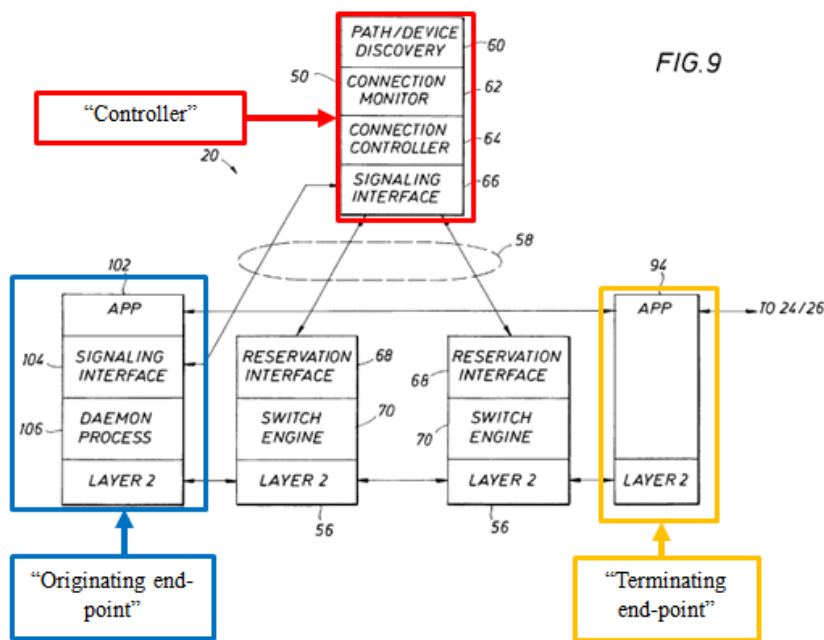 PATH/DEVICE
DISCOVERY
60
FIG.9
50
CONNECTION
MONITOR
62
“Controller”
CONNECTION
CONTROLLER
64
20
SIGNALING
INTERFACE
66
58
102
94
APP
APP
TO 24/26
104
SIGNALING
INTERFACE
RESERVATION
INTERFACE
68
68
RESERVATION
INTERFACE
106
DAEMON
PROCESS
SWITCH
ENGINE
70
70
SWITCH
ENGINE
LAYER 2
LAYER 2
LAYER 2
LAYER 2
56
56
“Originating end-
point”
“Terminating
end-point”